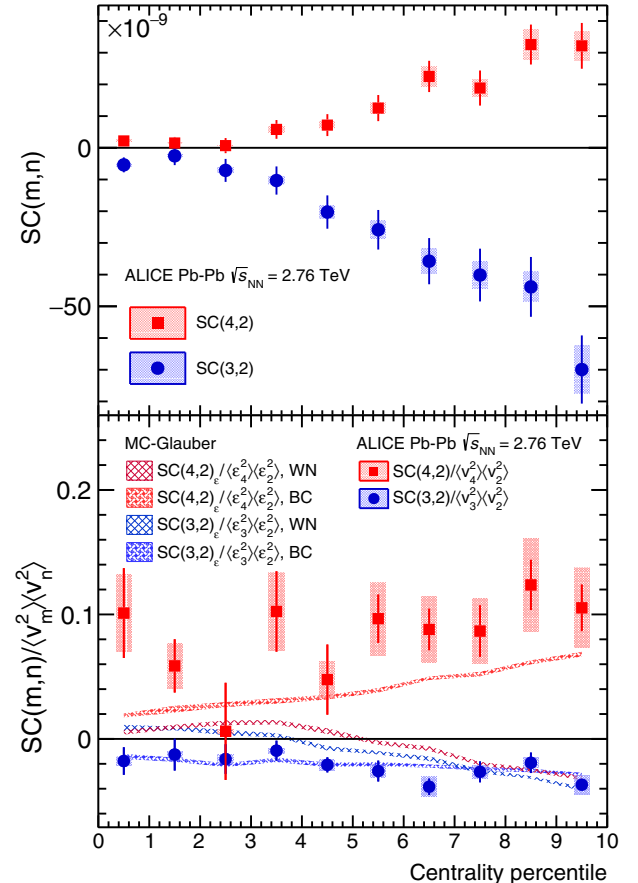 ×10⁻⁹
SC(m,n)
0
−50
ALICE Pb-Pb √s_NN = 2.76 TeV
SC(4,2)
SC(3,2)
SC(m,n)/⟨v_m²⟩⟨v_n²⟩
0.2
0.1
0
MC-Glauber
SC(4,2)_ε/⟨ε₄²⟩⟨ε₂²⟩, WN
SC(4,2)_ε/⟨ε₄²⟩⟨ε₂²⟩, BC
SC(3,2)_ε/⟨ε₃²⟩⟨ε₂²⟩, WN
SC(3,2)_ε/⟨ε₃²⟩⟨ε₂²⟩, BC
ALICE Pb-Pb √s_NN = 2.76 TeV
SC(4,2)/⟨v₄²⟩⟨v₂²⟩
SC(3,2)/⟨v₃²⟩⟨v₂²⟩
0 1 2 3 4 5 6 7 8 9 10
Centrality percentile